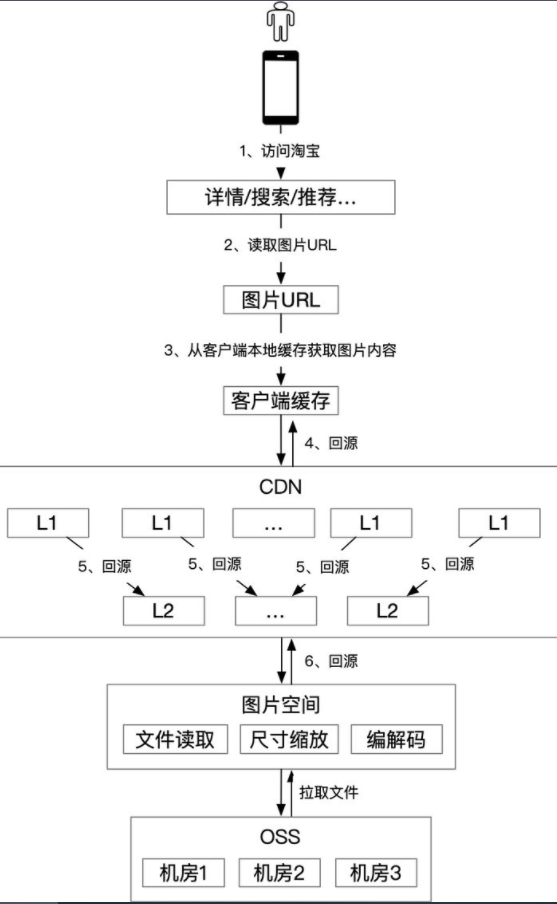 1、访问淘宝
详情/搜索/推荐...
2、读取图片URL
图片URL
3、从客户端本地缓存获取图片内容
客户端缓存
4、回源
CDN
L1 L1 ... L1 L1
5、回源 5、回源 5、回源 5、回源
L2 ... L2
6、回源
图片空间
文件读取 尺寸缩放 编解码
拉取文件
OSS
机房1 机房2 机房3